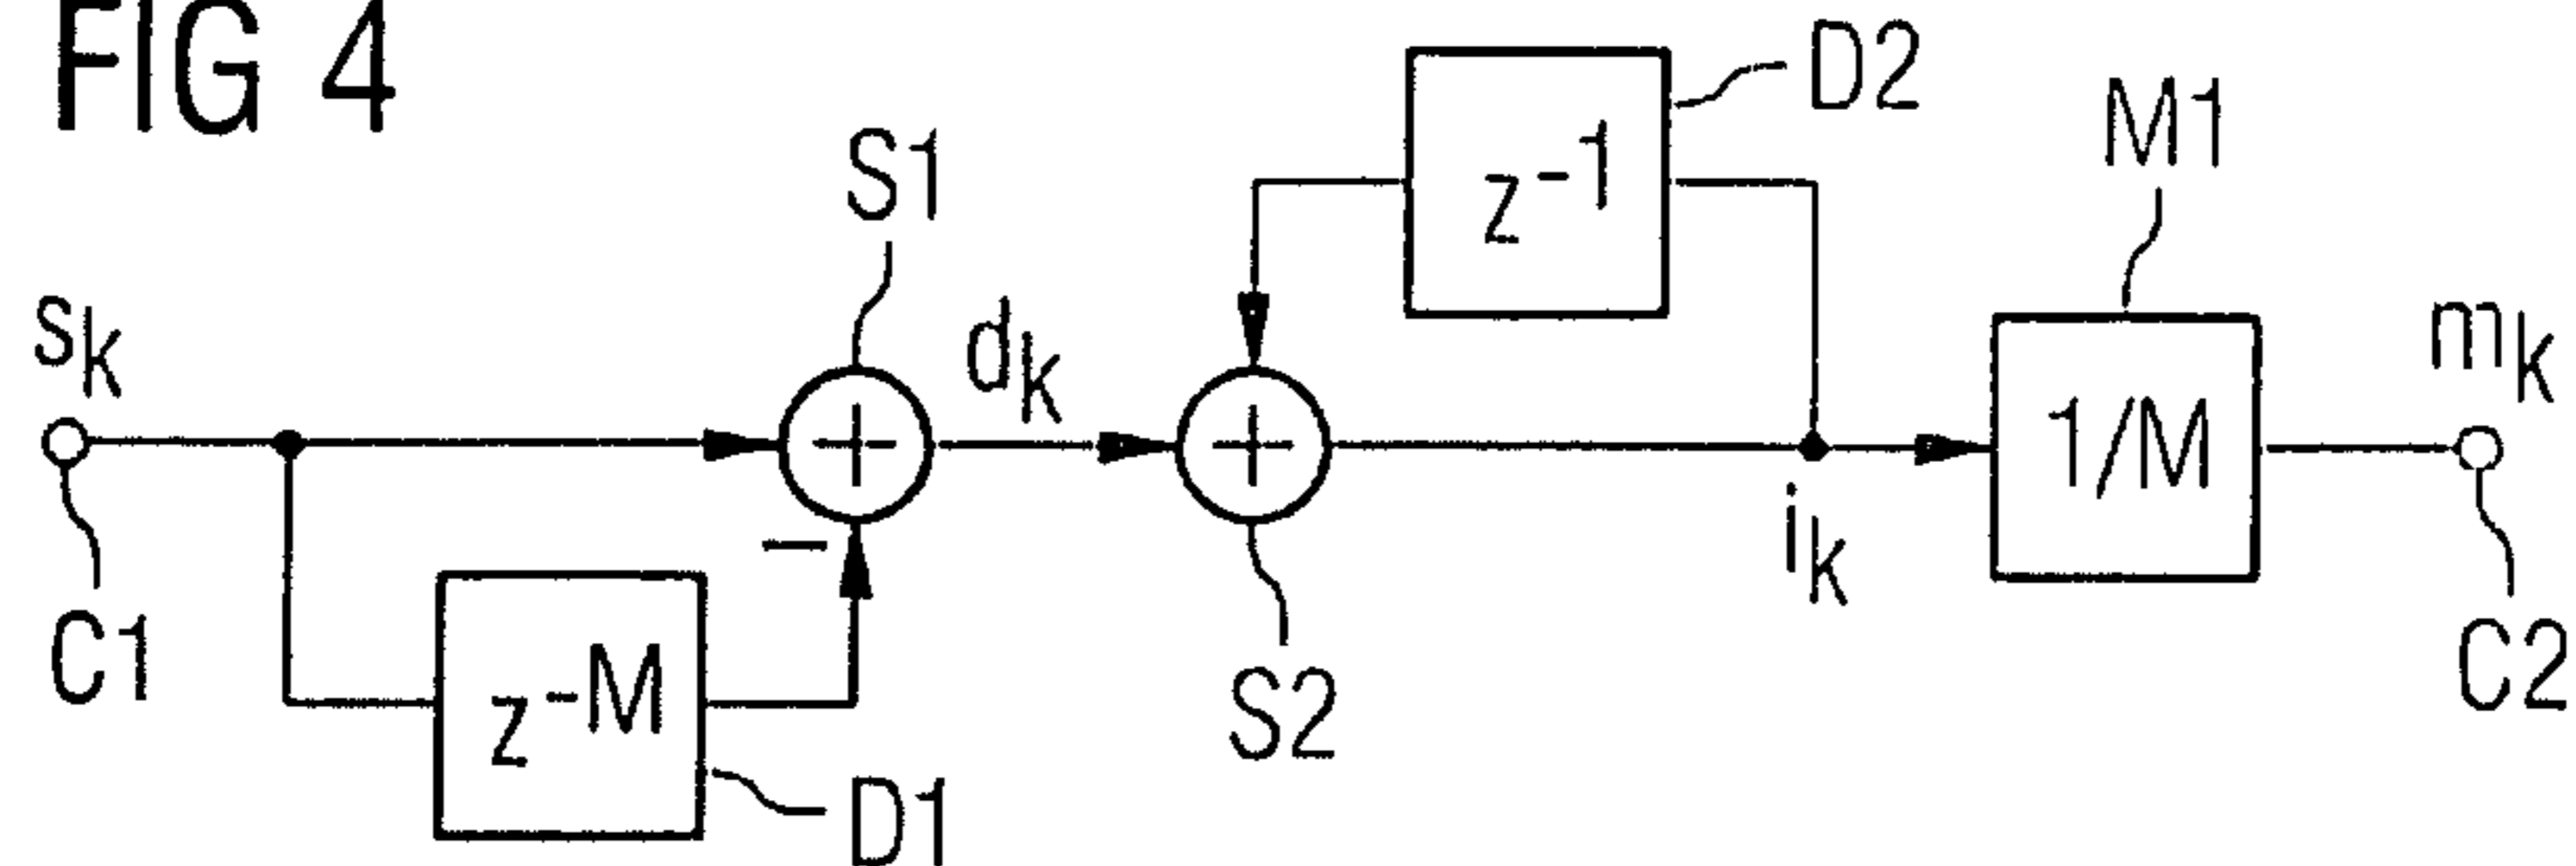 FIG 4
D2
M1
S1
z⁻¹
sₖ
dₖ
mₖ
+
+
1/M
−
iₖ
C1
z⁻ᴹ
S2
C2
D1